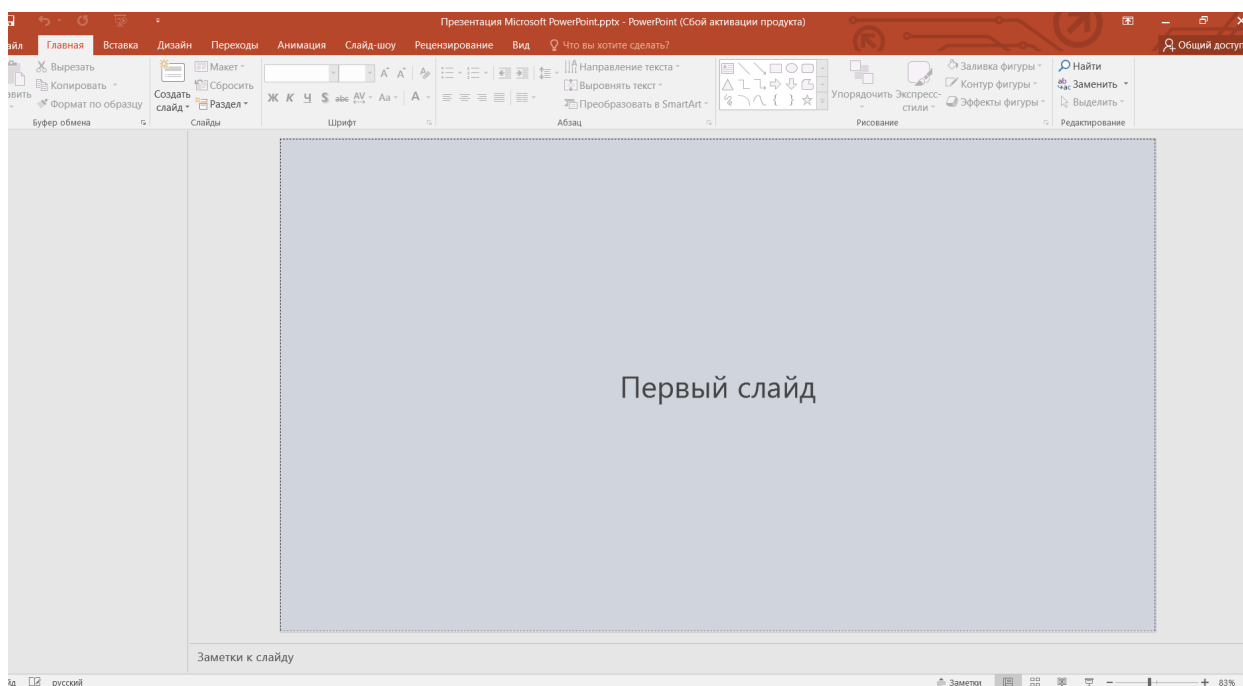 Презентация Microsoft PowerPoint.pptx - PowerPoint (Сбой активации продукта)
Главная Вставка Дизайн Переходы Анимация Слайд-шоу Рецензирование Вид Что вы хотите сделать? Общий доступ
Вырезать
Копировать
Формат по образцу
Буфер обмена
Создать слайд
Макет
Сбросить
Раздел
Слайды
Ж К Ч S abc AV Aa A
Шрифт
Направление текста
Выровнять текст
Преобразовать в SmartArt
Абзац
Упорядочить
Экспресс-стили
Заливка фигуры
Контур фигуры
Эффекты фигуры
Рисование
Найти
Заменить
Выделить
Редактирование
Первый слайд
Заметки к слайду
русский
Заметки
83%